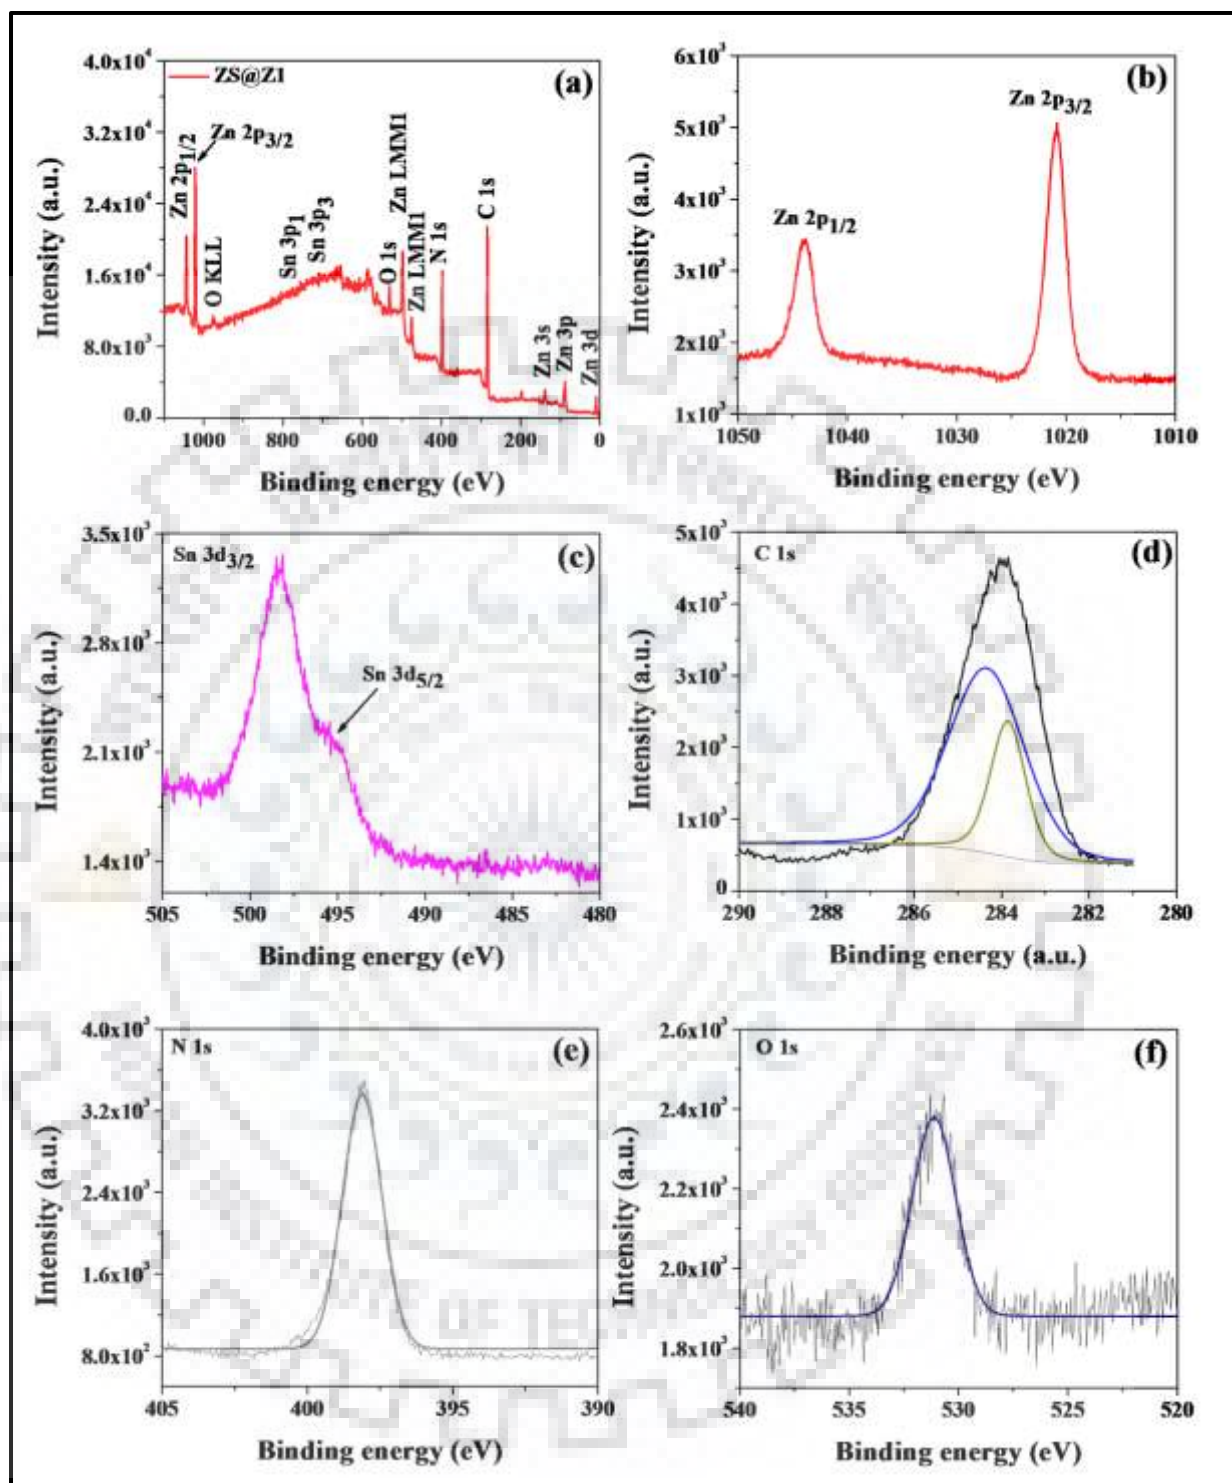 ZS@Z1
(a)
4.0x10⁴
3.2x10⁴
2.4x10⁴
1.6x10⁴
8.0x10³
0.0
Intensity (a.u.)
Zn 2p1/2
Zn 2p3/2
O KLL
Sn 3p1
Sn 3p3
O 1s
Zn LMM1
Zn LMM1
N 1s
C 1s
Zn 3s
Zn 3p
Zn 3d
1000 800 600 400 200 0
Binding energy (eV)
(b)
6x10³
5x10³
4x10³
3x10³
2x10³
1x10³
Intensity (a.u.)
Zn 2p1/2
Zn 2p3/2
1050 1040 1030 1020 1010
Binding energy (eV)
Sn 3d3/2
(c)
3.5x10³
2.8x10³
2.1x10³
1.4x10³
Intensity (a.u.)
Sn 3d5/2
505 500 495 490 485 480
Binding energy (eV)
C 1s
(d)
5x10³
4x10³
3x10³
2x10³
1x10³
0
Intensity (a.u.)
290 288 286 284 282 280
Binding energy (a.u.)
N 1s
(e)
4.0x10³
3.2x10³
2.4x10³
1.6x10³
8.0x10²
Intensity (a.u.)
405 400 395 390
Binding energy (eV)
O 1s
(f)
2.6x10³
2.4x10³
2.2x10³
2.0x10³
1.8x10³
Intensity (a.u.)
540 535 530 525 520
Binding energy (eV)